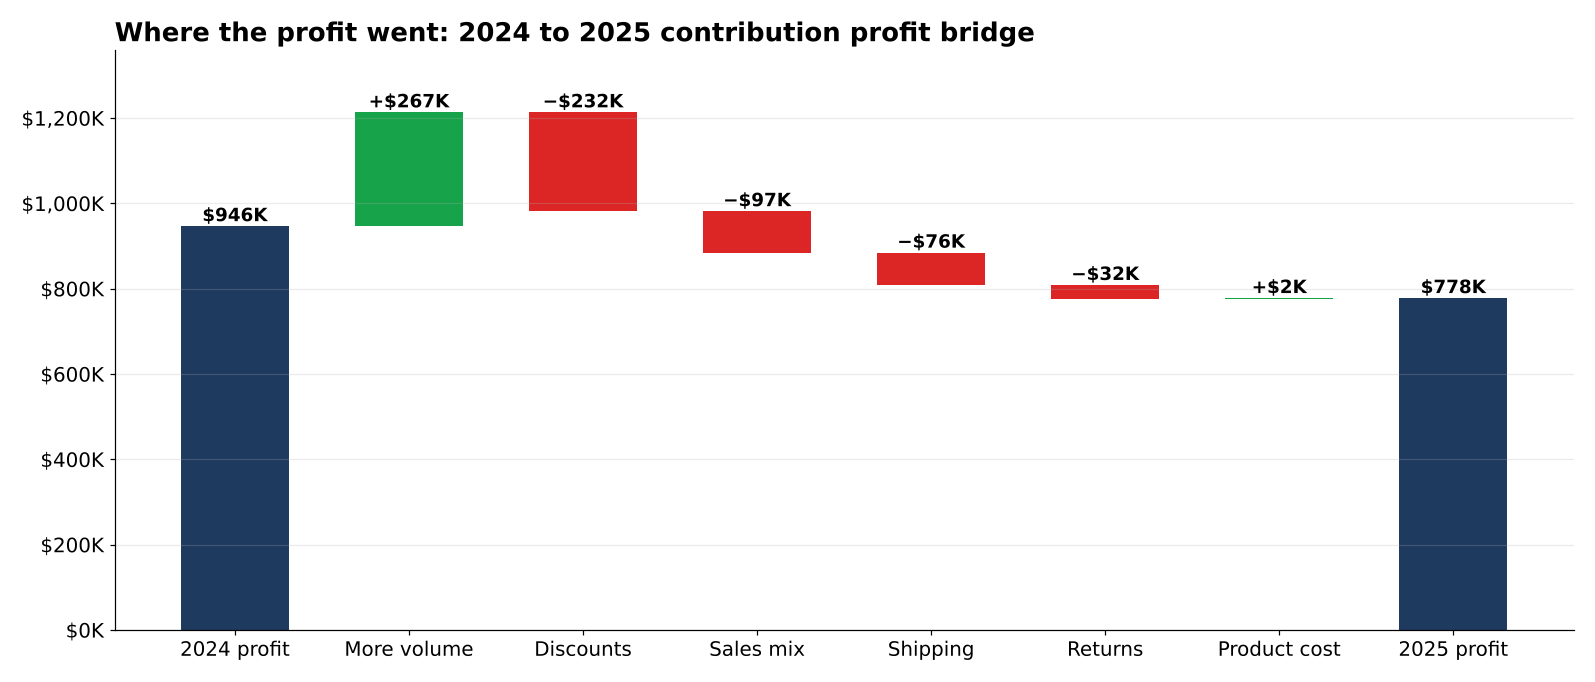 Where the profit went: 2024 to 2025 contribution profit bridge
$1,200K
$1,000K
$800K
$600K
$400K
$200K
$0K
$946K
+$267K
−$232K
−$97K
−$76K
−$32K
+$2K
$778K
2024 profit
More volume
Discounts
Sales mix
Shipping
Returns
Product cost
2025 profit